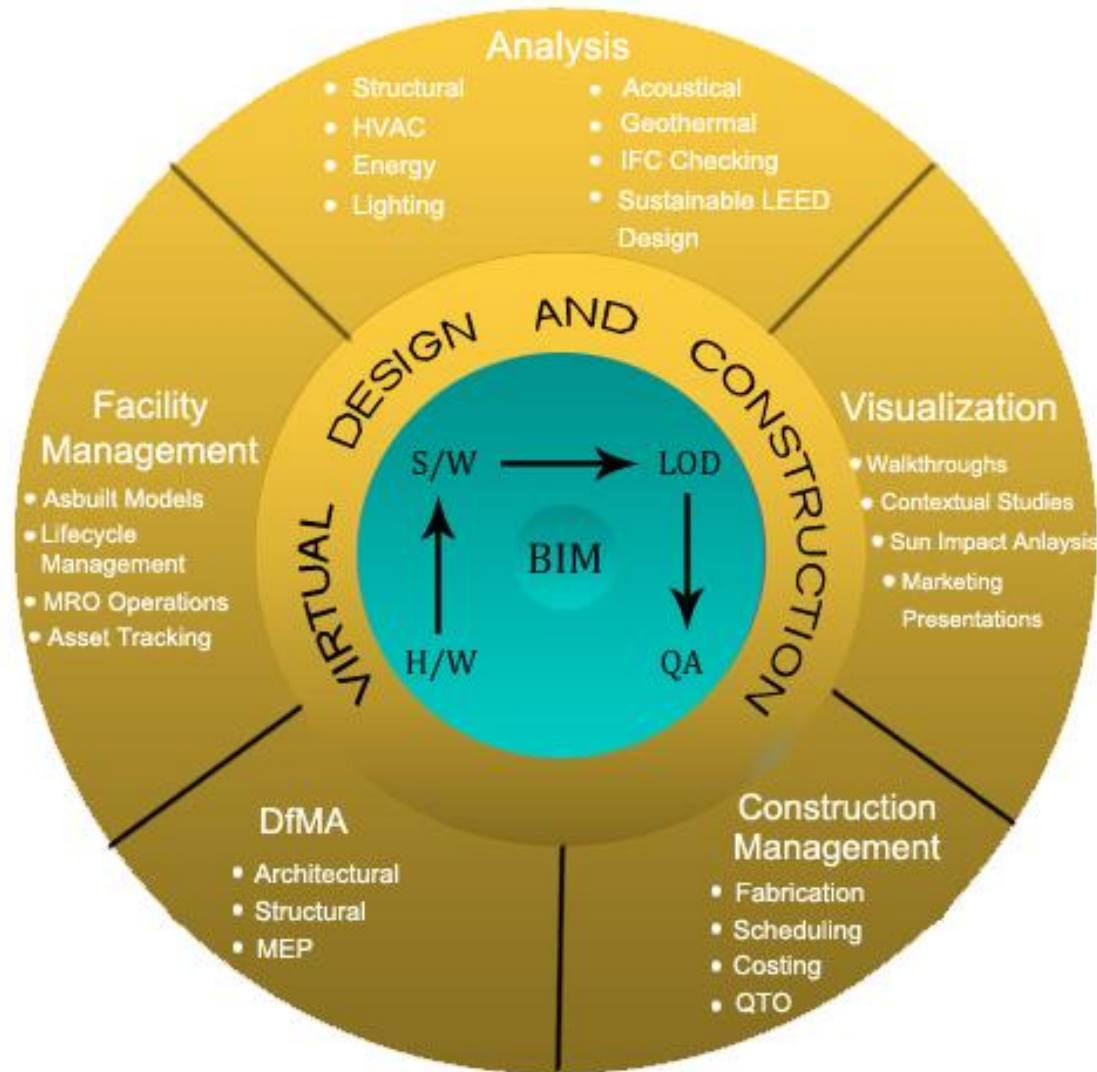 Analysis
• Structural
• HVAC
• Energy
• Lighting
• Acoustical
• Geothermal
• IFC Checking
• Sustainable LEED
Design
Visualization
• Walkthroughs
• Contextual Studies
• Sun Impact Anlaysis
• Marketing
Presentations
Construction
Management
• Fabrication
• Scheduling
• Costing
• QTO
DfMA
• Architectural
• Structural
• MEP
Facility
Management
• Asbuilt Models
• Lifecycle
Management
• MRO Operations
• Asset Tracking
VIRTUAL DESIGN AND CONSTRUCTION
S/W
LOD
BIM
H/W
QA